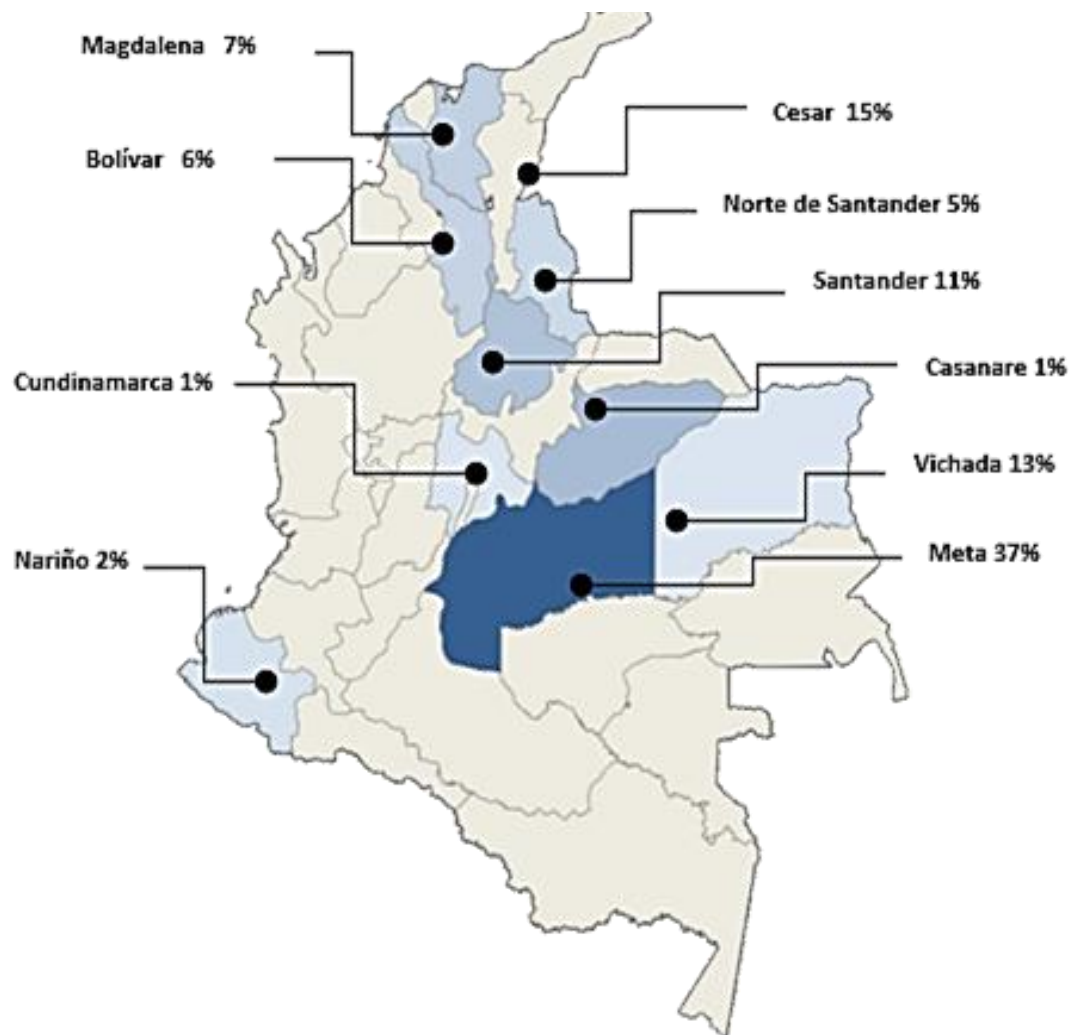 Magdalena 7%
Cesar 15%
Bolívar 6%
Norte de Santander 5%
Santander 11%
Casanare 1%
Cundinamarca 1%
Vichada 13%
Meta 37%
Nariño 2%